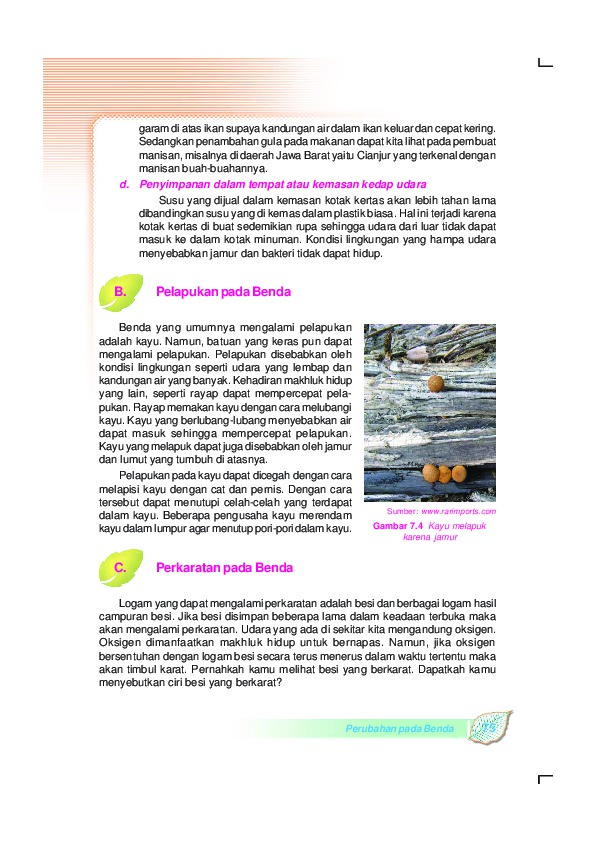 garam di atas ikan supaya kandungan air dalam ikan keluar dan cepat kering.
Sedangkan penambahan gula pada makanan dapat kita lihat pada pembuat
manisan, misalnya di daerah Jawa Barat yaitu Cianjur yang terkenal dengan
manisan buah-buahannya.
d. Penyimpanan dalam tempat atau kemasan kedap udara
Susu yang dijual dalam kemasan kotak kertas akan lebih tahan lama
dibandingkan susu yang di kemas dalam plastik biasa. Hal ini terjadi karena
kotak kertas di buat sedemikian rupa sehingga udara dari luar tidak dapat
masuk ke dalam kotak minuman. Kondisi lingkungan yang hampa udara
menyebabkan jamur dan bakteri tidak dapat hidup.
B. Pelapukan pada Benda
Benda yang umumnya mengalami pelapukan
adalah kayu. Namun, batuan yang keras pun dapat
mengalami pelapukan. Pelapukan disebabkan oleh
kondisi lingkungan seperti udara yang lembap dan
kandungan air yang banyak. Kehadiran makhluk hidup
yang lain, seperti rayap dapat mempercepat pela-
pukan. Rayap memakan kayu dengan cara melubangi
kayu. Kayu yang berlubang-lubang menyebabkan air
dapat masuk sehingga mempercepat pelapukan.
Kayu yang melapuk dapat juga disebabkan oleh jamur
dan lumut yang tumbuh di atasnya.
Pelapukan pada kayu dapat dicegah dengan cara
melapisi kayu dengan cat dan pernis. Dengan cara
tersebut dapat menutupi celah-celah yang terdapat
dalam kayu. Beberapa pengusaha kayu merendam
kayu dalam lumpur agar menutup pori-pori dalam kayu.
Sumber: www.rarimports.com
Gambar 7.4 Kayu melapuk
karena jamur
C. Perkaratan pada Benda
Logam yang dapat mengalami perkaratan adalah besi dan berbagai logam hasil
campuran besi. Jika besi disimpan beberapa lama dalam keadaan terbuka maka
akan mengalami perkaratan. Udara yang ada di sekitar kita mengandung oksigen.
Oksigen dimanfaatkan makhluk hidup untuk bernapas. Namun, jika oksigen
bersentuhan dengan logam besi secara terus menerus dalam waktu tertentu maka
akan timbul karat. Pernahkah kamu melihat besi yang berkarat. Dapatkah kamu
menyebutkan ciri besi yang berkarat?
Perubahan pada Benda 75